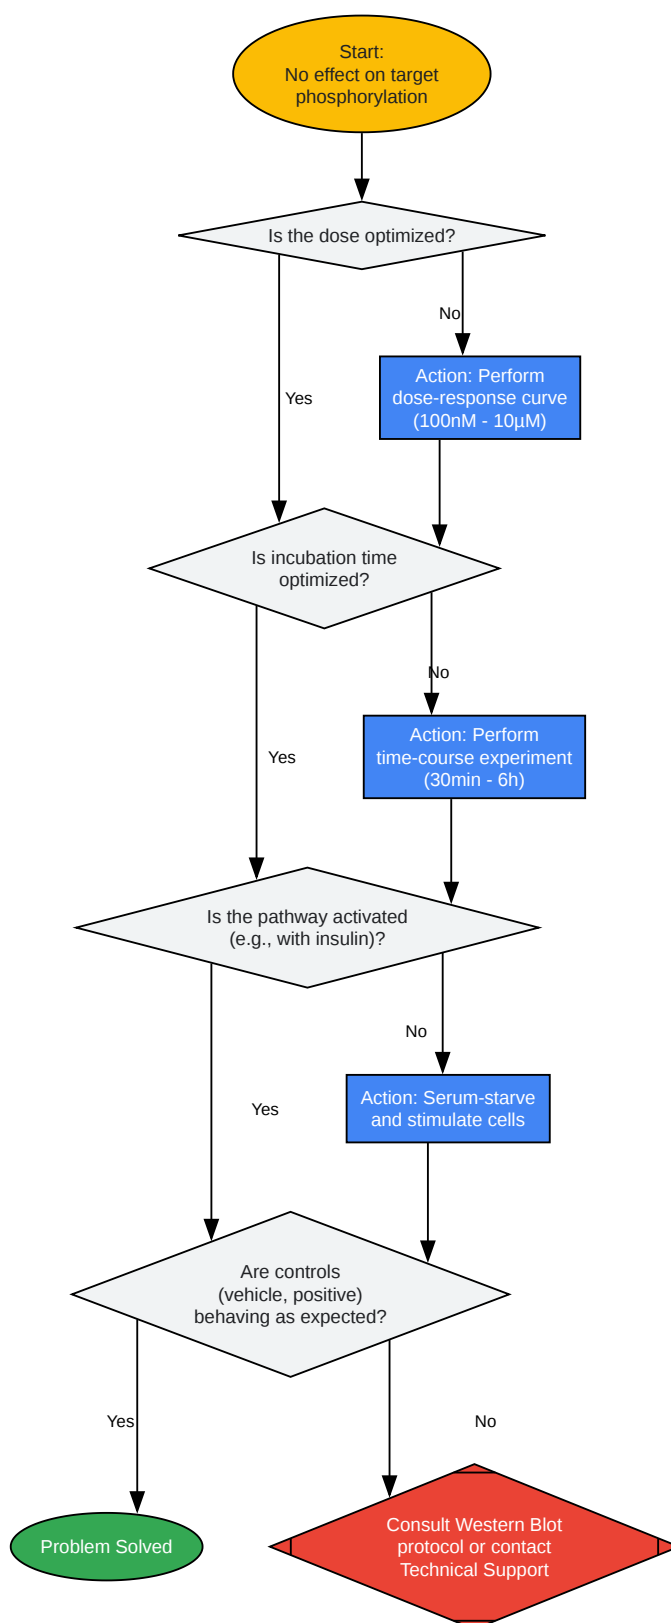 Start:
No effect on target
phosphorylation
Is the dose optimized?
No
Action: Perform
dose-response curve
(100nM - 10µM)
Yes
Is incubation time
optimized?
No
Action: Perform
time-course experiment
(30min - 6h)
Yes
Is the pathway activated
(e.g., with insulin)?
No
Action: Serum-starve
and stimulate cells
Yes
Are controls
(vehicle, positive)
behaving as expected?
Yes
No
Problem Solved
Consult Western Blot
protocol or contact
Technical Support